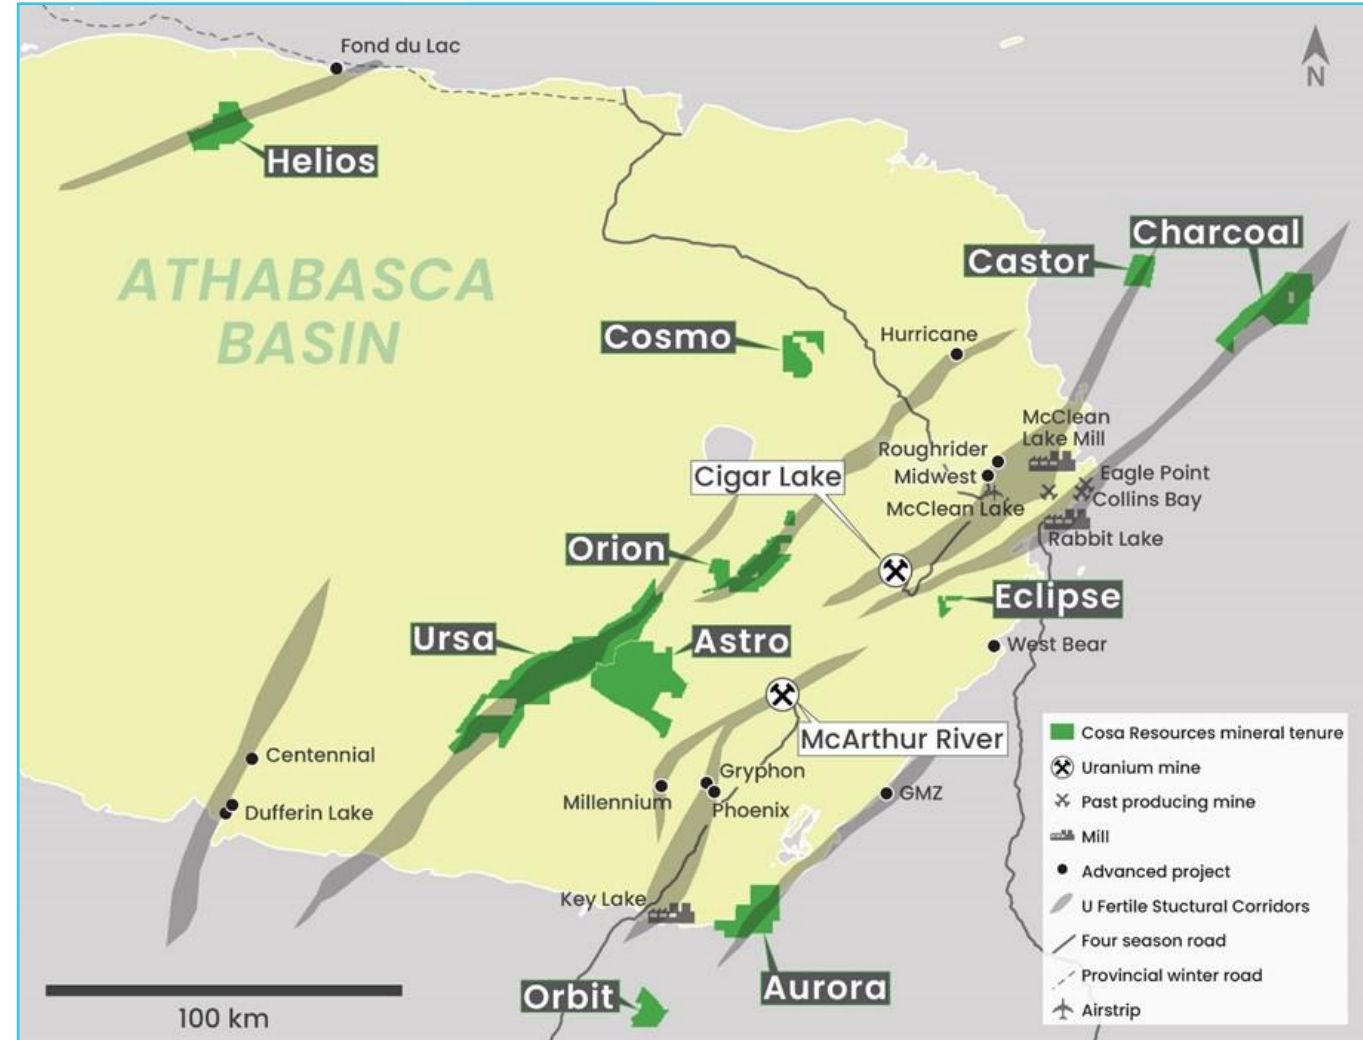 Fond du Lac
N
Helios
Charcoal
Castor
ATHABASCA
BASIN
Cosmo
Hurricane
McClean
Lake Mill
Roughrider
Cigar Lake
Midwest
Eagle Point
Collins Bay
McClean Lake
Rabbit Lake
Orion
Eclipse
Ursa
Astro
West Bear
McArthur River
Centennial
Gryphon
Millennium
Phoenix
GMZ
Dufferin Lake
Key Lake
Aurora
Orbit
100 km
Cosa Resources mineral tenure
Uranium mine
Past producing mine
Mill
Advanced project
U Fertile Stuctural Corridors
Four season road
Provincial winter road
Airstrip